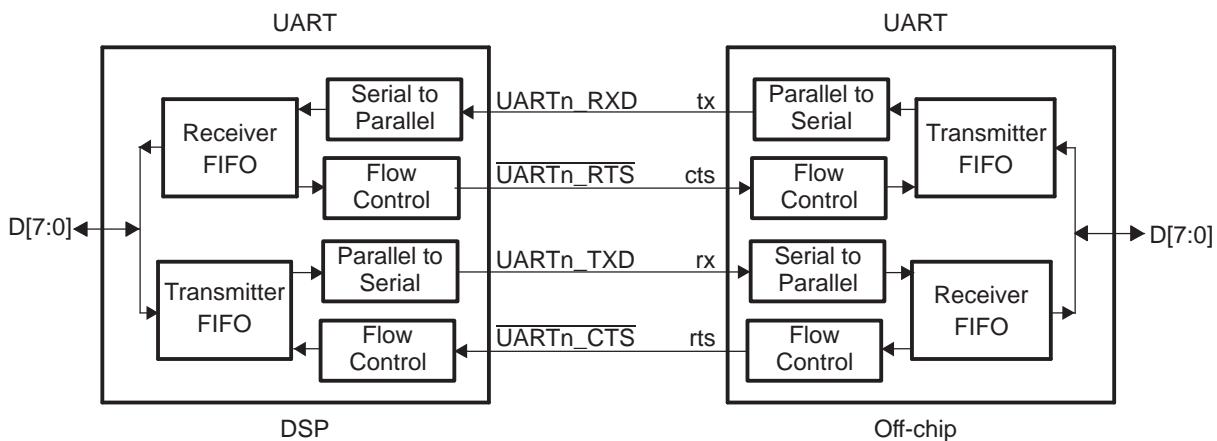 UART
UART
Serial to
Parallel
UARTn_RXD
tx
Parallel to
Serial
Receiver
FIFO
Transmitter
FIFO
Flow
Control
UARTn_RTS
cts
Flow
Control
D[7:0]
D[7:0]
Parallel to
Serial
UARTn_TXD
rx
Serial to
Parallel
Transmitter
FIFO
Receiver
FIFO
Flow
Control
UARTn_CTS
rts
Flow
Control
DSP
Off-chip